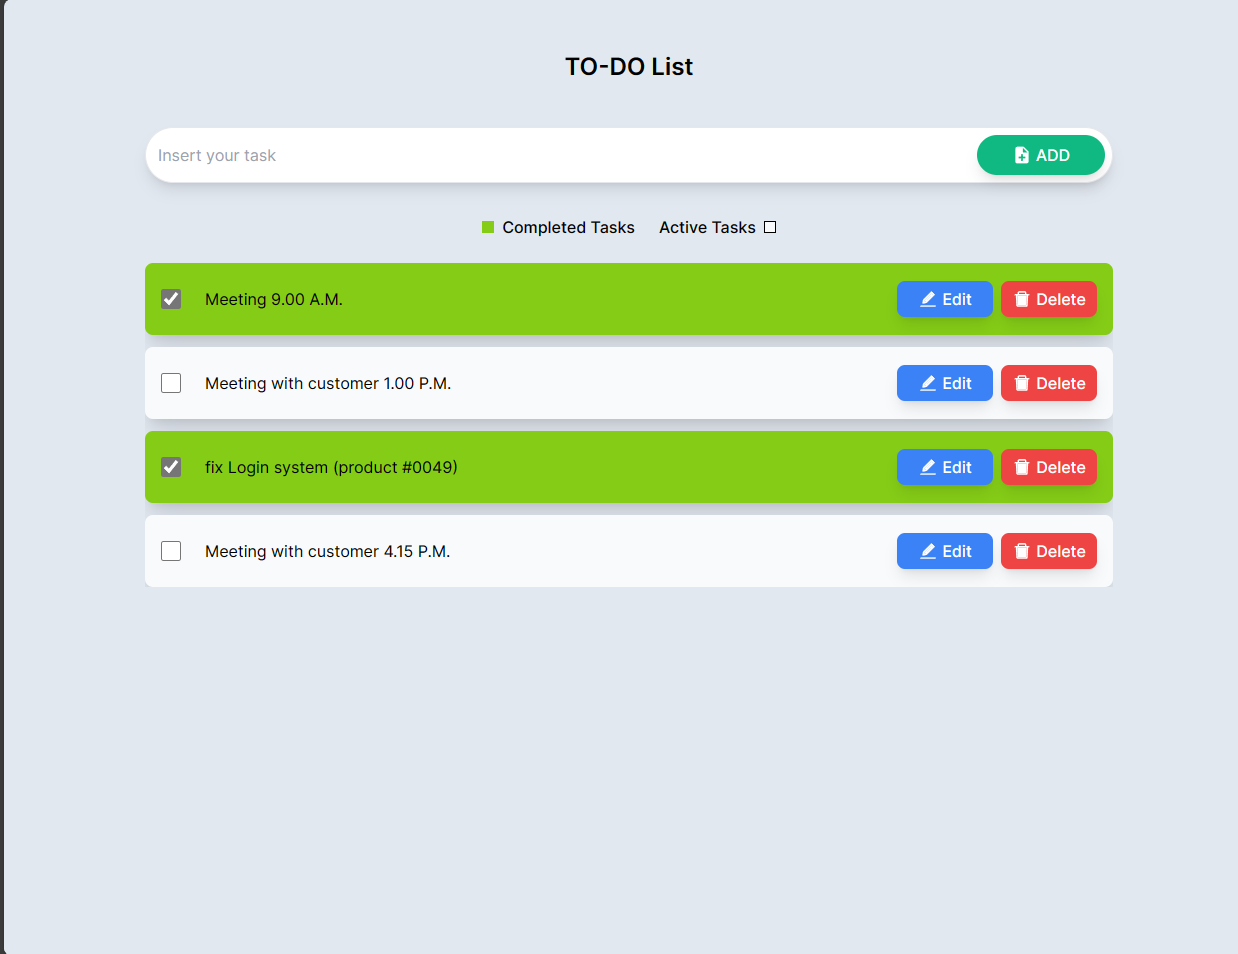 TO-DO List
Insert your task ADD
Completed Tasks Active Tasks
Meeting 9.00 A.M. Edit Delete
Meeting with customer 1.00 P.M. Edit Delete
fix Login system (product #0049) Edit Delete
Meeting with customer 4.15 P.M. Edit Delete